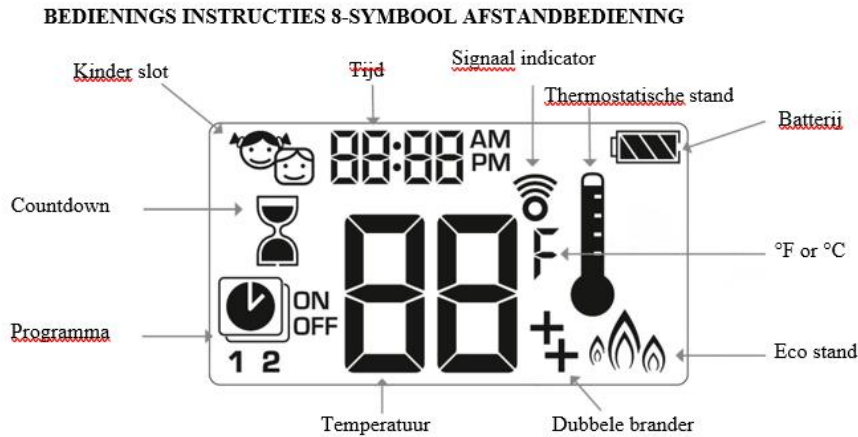 BEDIENINGS INSTRUCTIES 8-SYMBOOL AFSTANDBEDIENING
Kinder slot
Tijd
Signaal indicator
Thermostatische stand
Batterij
88:88 AM
PM
Countdown
88
F
°F or °C
ON
OFF
Programma
1 2
++
Eco stand
Temperatuur
Dubbele brander